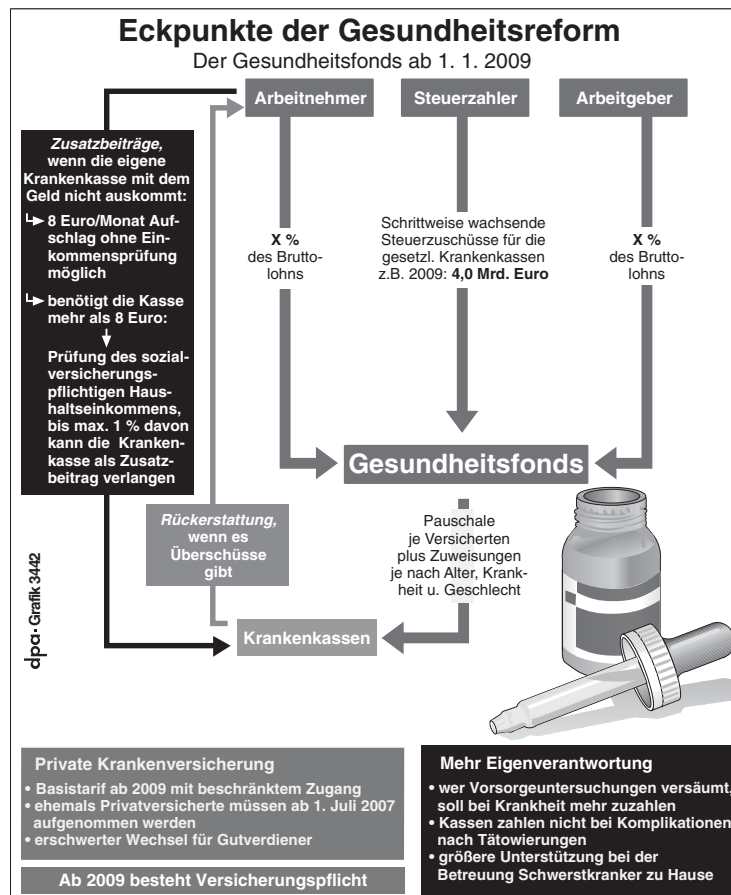 Eckpunkte der Gesundheitsreform
Der Gesundheitsfonds ab 1. 1. 2009
Arbeitnehmer
Steuerzahler
Arbeitgeber
Zusatzbeiträge,
wenn die eigene
Krankenkasse mit dem
Geld nicht auskommt:
8 Euro/Monat Auf-
schlag ohne Ein-
kommensprüfung
möglich
benötigt die Kasse
mehr als 8 Euro:
Prüfung des sozial-
versicherungs-
pflichtigen Haus-
haltseinkommens,
bis max. 1 % davon
kann die Kranken-
kasse als Zusatz-
beitrag verlangen
X %
des Brutto-
lohns
Schrittweise wachsende
Steuerzuschüsse für die
gesetzl. Krankenkassen
z.B. 2009: 4,0 Mrd. Euro
X %
des Brutto-
lohns
Gesundheitsfonds
Rückerstattung,
wenn es
Überschüsse
gibt
Pauschale
je Versicherten
plus Zuweisungen
je nach Alter, Krank-
heit u. Geschlecht
Krankenkassen
dpa · Grafik 3442
Private Krankenversicherung
• Basistarif ab 2009 mit beschränktem Zugang
• ehemals Privatversicherte müssen ab 1. Juli 2007
aufgenommen werden
• erschwerter Wechsel für Gutverdiener
Ab 2009 besteht Versicherungspflicht
Mehr Eigenverantwortung
• wer Vorsorgeuntersuchungen versäumt,
soll bei Krankheit mehr zuzahlen
• Kassen zahlen nicht bei Komplikationen
nach Tätowierungen
• größere Unterstützung bei der
Betreuung Schwerstkranker zu Hause